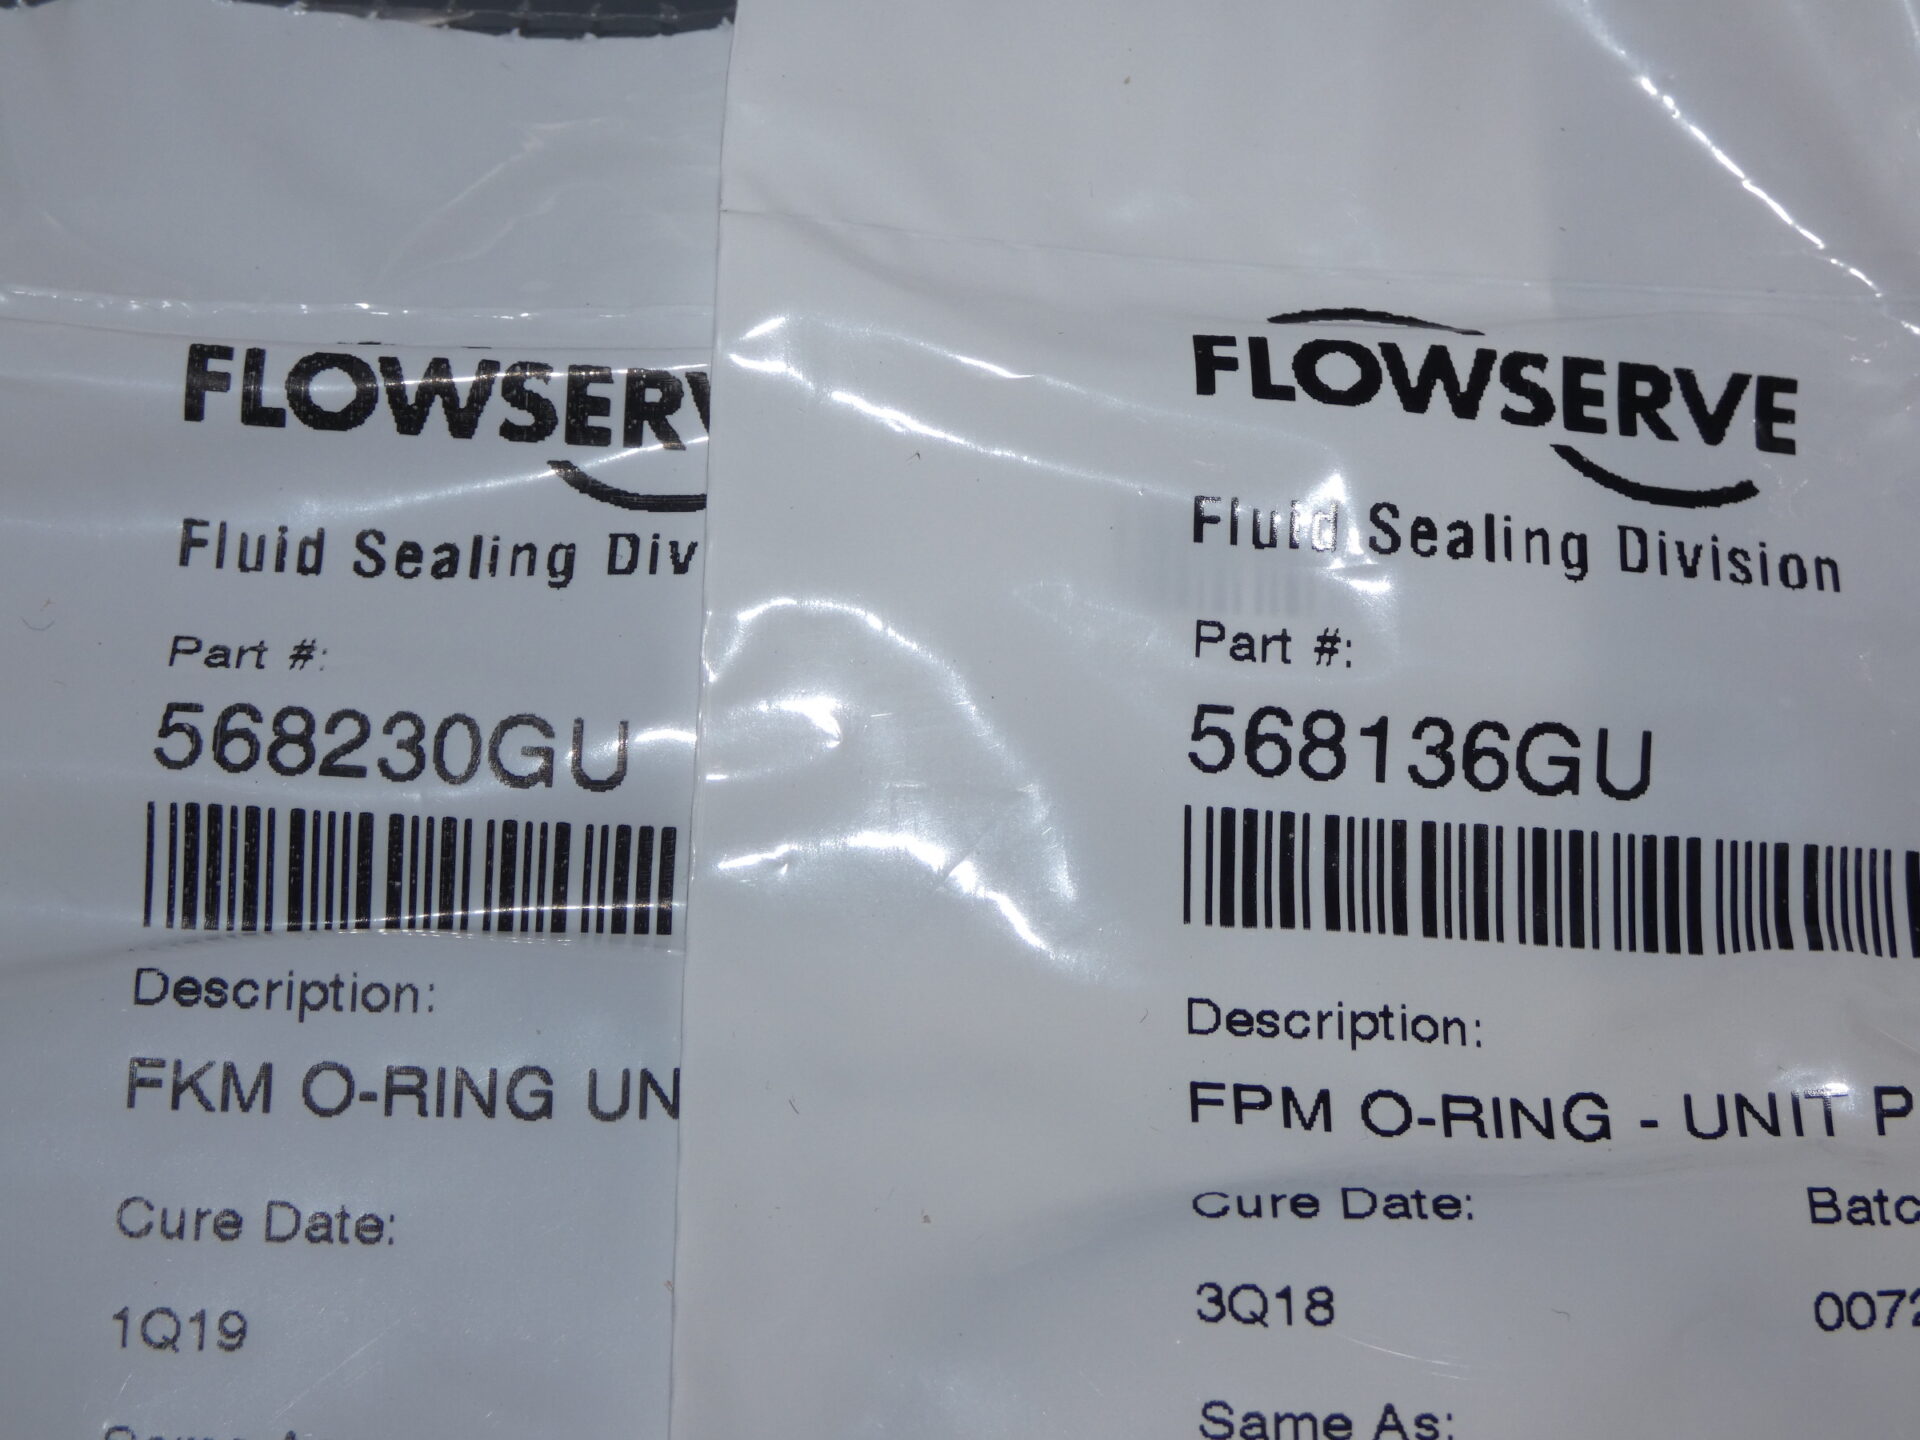 FLOWSERV
Fluid Sealing Div
Part #:
568230GU
Description:
FKM O-RING UN
Cure Date:
1Q19
FLOWSERVE
Fluid Sealing Division
Part #:
568136GU
Description:
FPM O-RING - UNIT P
Cure Date: Batc
3Q18 0072
Same As: